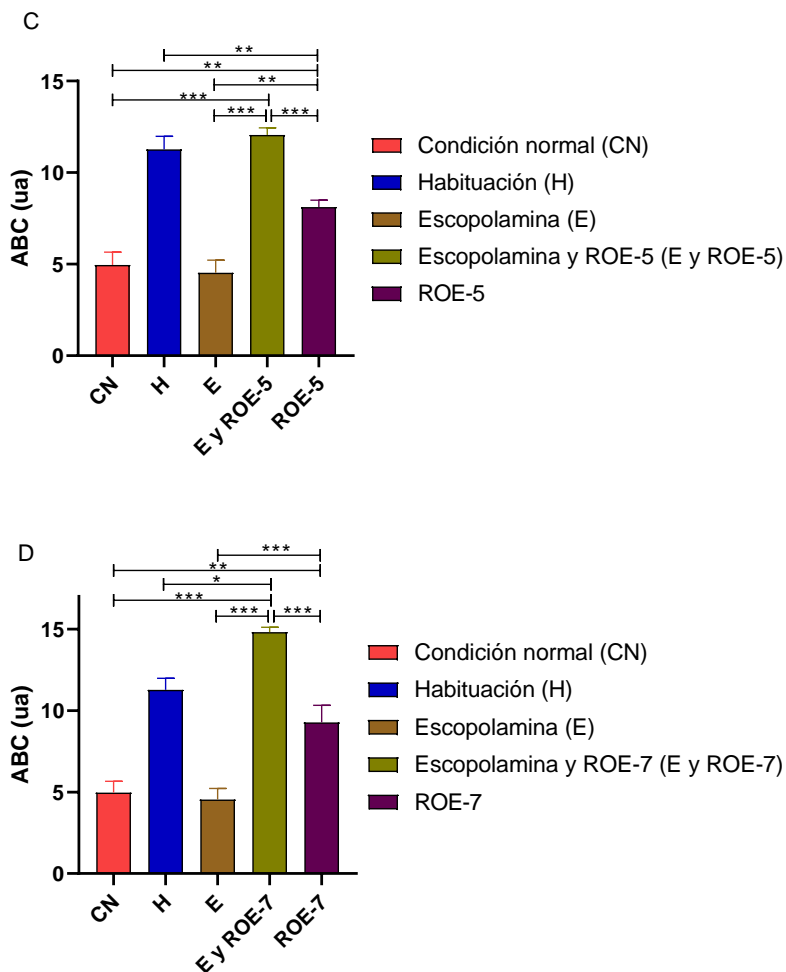 C
**
**
**
***
*** ***
15
10
5
0
ABC (ua)
CN
H
E
E y ROE-5
ROE-5
Condición normal (CN)
Habituación (H)
Escopolamina (E)
Escopolamina y ROE-5 (E y ROE-5)
ROE-5
D
***
**
*
***
*** ***
15
10
5
0
ABC (ua)
CN
H
E
E y ROE-7
ROE-7
Condición normal (CN)
Habituación (H)
Escopolamina (E)
Escopolamina y ROE-7 (E y ROE-7)
ROE-7